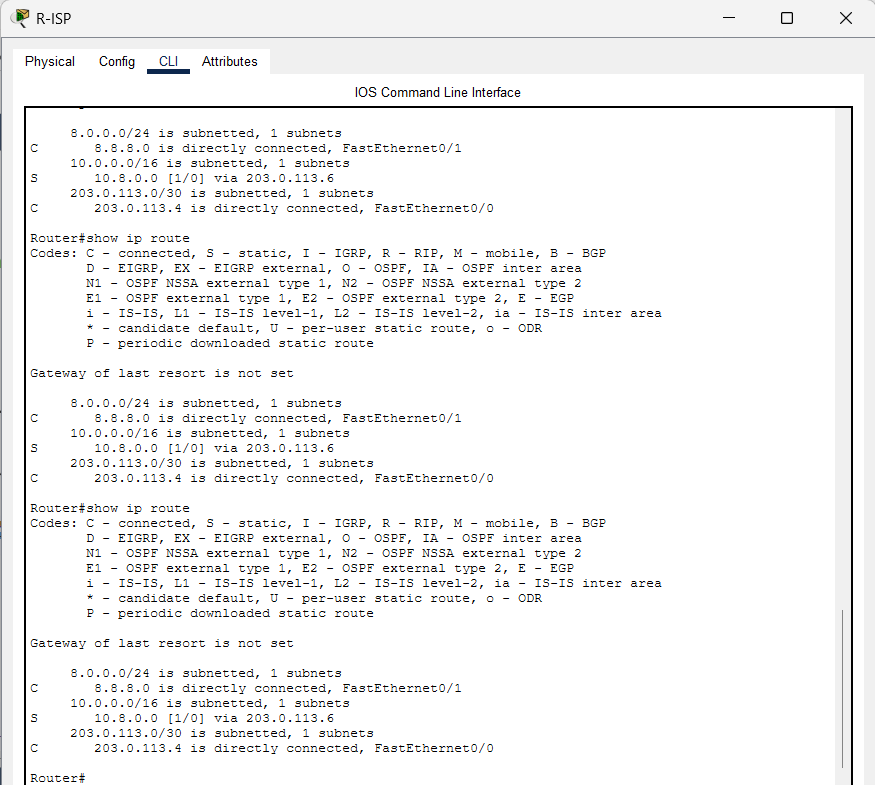 R-ISP
Physical Config CLI Attributes
IOS Command Line Interface
8.0.0.0/24 is subnetted, 1 subnets
C 8.8.8.0 is directly connected, FastEthernet0/1
10.0.0.0/16 is subnetted, 1 subnets
S 10.8.0.0 [1/0] via 203.0.113.6
203.0.113.0/30 is subnetted, 1 subnets
C 203.0.113.4 is directly connected, FastEthernet0/0
Router#show ip route
Codes: C - connected, S - static, I - IGRP, R - RIP, M - mobile, B - BGP
D - EIGRP, EX - EIGRP external, O - OSPF, IA - OSPF inter area
N1 - OSPF NSSA external type 1, N2 - OSPF NSSA external type 2
E1 - OSPF external type 1, E2 - OSPF external type 2, E - EGP
i - IS-IS, L1 - IS-IS level-1, L2 - IS-IS level-2, ia - IS-IS inter area
* - candidate default, U - per-user static route, o - ODR
P - periodic downloaded static route
Gateway of last resort is not set
8.0.0.0/24 is subnetted, 1 subnets
C 8.8.8.0 is directly connected, FastEthernet0/1
10.0.0.0/16 is subnetted, 1 subnets
S 10.8.0.0 [1/0] via 203.0.113.6
203.0.113.0/30 is subnetted, 1 subnets
C 203.0.113.4 is directly connected, FastEthernet0/0
Router#show ip route
Codes: C - connected, S - static, I - IGRP, R - RIP, M - mobile, B - BGP
D - EIGRP, EX - EIGRP external, O - OSPF, IA - OSPF inter area
N1 - OSPF NSSA external type 1, N2 - OSPF NSSA external type 2
E1 - OSPF external type 1, E2 - OSPF external type 2, E - EGP
i - IS-IS, L1 - IS-IS level-1, L2 - IS-IS level-2, ia - IS-IS inter area
* - candidate default, U - per-user static route, o - ODR
P - periodic downloaded static route
Gateway of last resort is not set
8.0.0.0/24 is subnetted, 1 subnets
C 8.8.8.0 is directly connected, FastEthernet0/1
10.0.0.0/16 is subnetted, 1 subnets
S 10.8.0.0 [1/0] via 203.0.113.6
203.0.113.0/30 is subnetted, 1 subnets
C 203.0.113.4 is directly connected, FastEthernet0/0
Router#